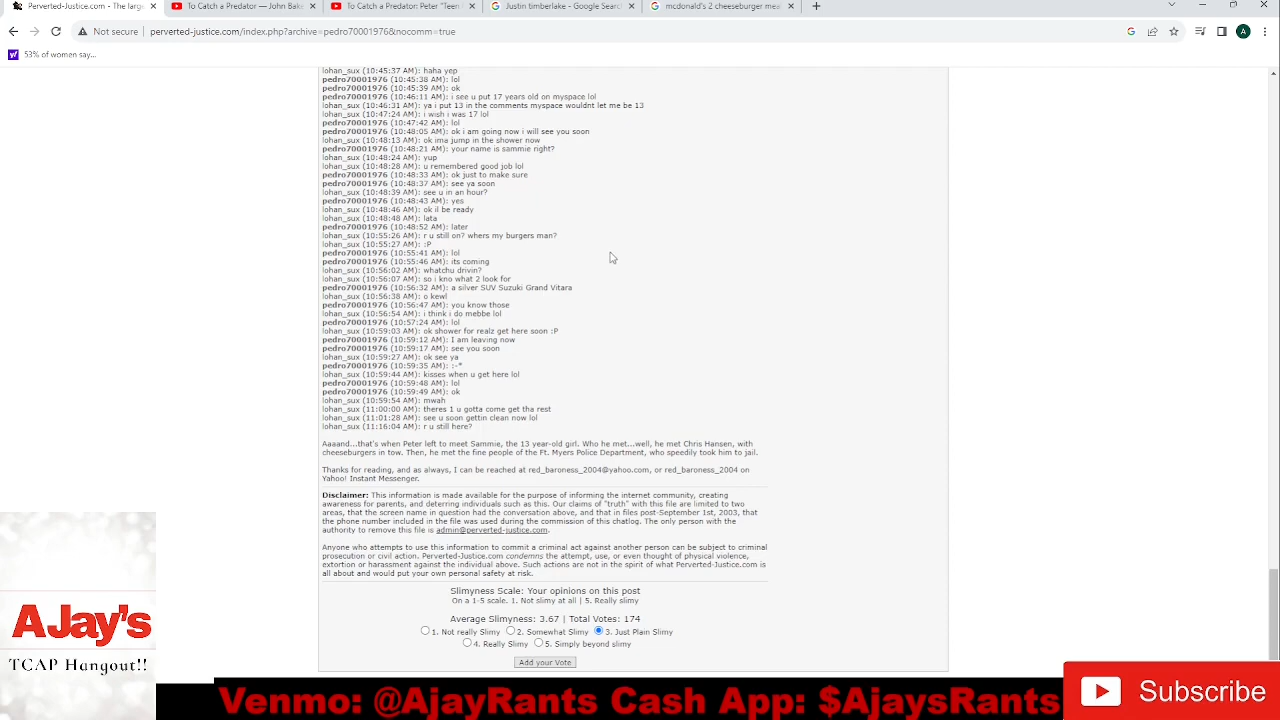 Perverted-Justice.com - The larg
To Catch a Predator — John Bake
To Catch a Predator: Peter "Teen
Justin timberlake - Google Searc
mcdonald's 2 cheeseburger meal
Not secure
perverted-justice.com/index.php?archive=pedro70001976&nocomm=true
A
53% of women say...
lohan_sux (10:45:37 AM): haha yep
pedro70001976 (10:45:38 AM): lol
pedro70001976 (10:45:39 AM): ok
pedro70001976 (10:46:11 AM): i see u put 17 years old on myspace lol
lohan_sux (10:46:31 AM): ya i put 13 in the comments myspace wouldnt let me be 13
lohan_sux (10:47:24 AM): i wish i was 17 lol
pedro70001976 (10:47:42 AM): lol
pedro70001976 (10:48:05 AM): ok i am going now i will see you soon
lohan_sux (10:48:13 AM): ok ima jump in the shower now
pedro70001976 (10:48:21 AM): your name is sammie right?
lohan_sux (10:48:24 AM): yup
lohan_sux (10:48:28 AM): u remembered good job lol
pedro70001976 (10:48:33 AM): ok just to make sure
pedro70001976 (10:48:37 AM): see ya soon
lohan_sux (10:48:39 AM): see u in an hour?
pedro70001976 (10:48:43 AM): yes
lohan_sux (10:48:46 AM): ok il be ready
lohan_sux (10:48:48 AM): lata
pedro70001976 (10:48:52 AM): later
lohan_sux (10:55:26 AM): r u still on? wheres my burgers man?
lohan_sux (10:55:27 AM): :P
pedro70001976 (10:55:41 AM): lol
pedro70001976 (10:55:46 AM): its coming
lohan_sux (10:56:02 AM): whatchu drivin?
lohan_sux (10:56:07 AM): so i kno what 2 look for
pedro70001976 (10:56:32 AM): a silver SUV Suzuki Grand Vitara
lohan_sux (10:56:38 AM): o kewl
pedro70001976 (10:56:47 AM): you know those
lohan_sux (10:56:54 AM): i think i do mebbe lol
pedro70001976 (10:57:24 AM): lol
lohan_sux (10:59:03 AM): ok shower for realz get here soon :P
pedro70001976 (10:59:12 AM): I am leaving now
pedro70001976 (10:59:17 AM): see you soon
lohan_sux (10:59:27 AM): ok see ya
pedro70001976 (10:59:35 AM): :-*
lohan_sux (10:59:44 AM): kisses when u get here lol
pedro70001976 (10:59:48 AM): lol
pedro70001976 (10:59:49 AM): ok
lohan_sux (10:59:54 AM): mwah
lohan_sux (11:00:00 AM): theres 1 u gotta come get tha rest
lohan_sux (11:01:28 AM): see u soon gettin clean now lol
lohan_sux (11:16:04 AM): r u still here?
Aaaand...that's when Peter left to meet Sammie, the 13 year-old girl. Who he met...well, he met Chris Hansen, with
cheeseburgers in tow. Then, he met the fine people of the Ft. Myers Police Department, who speedily took him to jail.
Thanks for reading, and as always, I can be reached at red_baroness_2004@yahoo.com, or red_baroness_2004 on
Yahoo! Instant Messenger.
Disclaimer: This information is made available for the purpose of informing the internet community, creating
awareness for parents, and deterring individuals such as this. Our claims of "truth" with this file are limited to two
areas, that the screen name in question had the conversation above, and that in files post-September 1st, 2003, that
the phone number included in the file was used during the commission of this chatlog. The only person with the
authority to remove this file is admin@perverted-justice.com.
Anyone who attempts to use this information to commit a criminal act against another person can be subject to criminal
prosecution or civil action. Perverted-Justice.com condemns the attempt, use, or even thought of physical violence,
extortion or harassment against the individual above. Such actions are not in the spirit of what Perverted-Justice.com is
all about and would put your own personal safety at risk.
Slimyness Scale: Your opinions on this post
On a 1-5 scale. 1. Not slimy at all | 5. Really slimy
Average Slimyness: 3.67 | Total Votes: 174
1. Not really Slimy 2. Somewhat Slimy 3. Just Plain Slimy
4. Really Slimy 5. Simply beyond slimy
Add your Vote
AJay's
TCAP Hangout!!
Venmo: @AjayRants Cash App: $AjaysRants
Subscribe